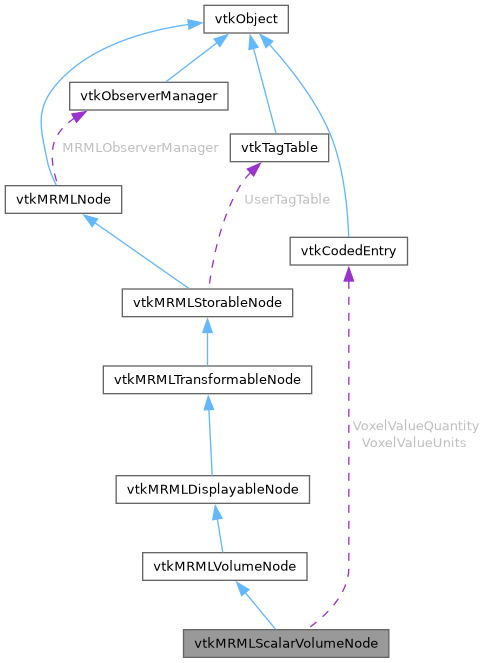 vtkObject
vtkObserverManager
MRMLObserverManager
vtkTagTable
vtkMRMLNode
UserTagTable
vtkCodedEntry
vtkMRMLStorableNode
vtkMRMLTransformableNode
VoxelValueQuantity
VoxelValueUnits
vtkMRMLDisplayableNode
vtkMRMLVolumeNode
vtkMRMLScalarVolumeNode